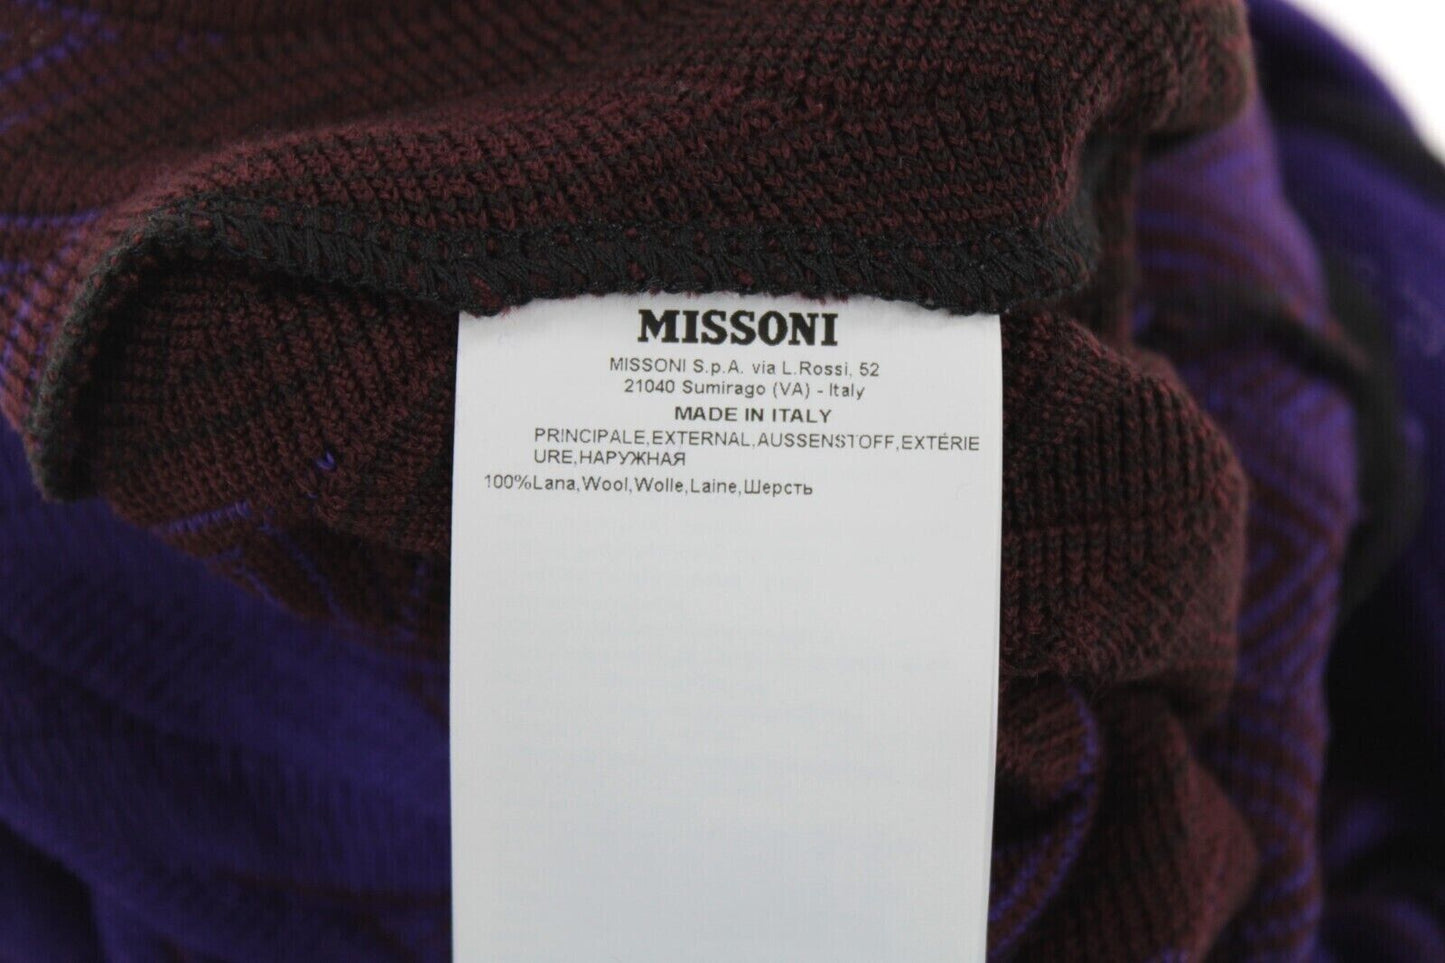 MISSONI
MISSONI S.p.A. via L.Rossi, 52
21040 Sumirago (VA) - Italy
MADE IN ITALY
PRINCIPALE,EXTERNAL,AUSSENSTOFF,EXTÉRIE
URE,НАРУЖНАЯ
100%Lana,Wool,Wolle,Laine,Шерсть